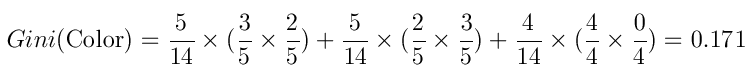 Gini(Color) = 5/14 × (3/5 × 2/5) + 5/14 × (2/5 × 3/5) + 4/14 × (4/4 × 0/4) = 0.171